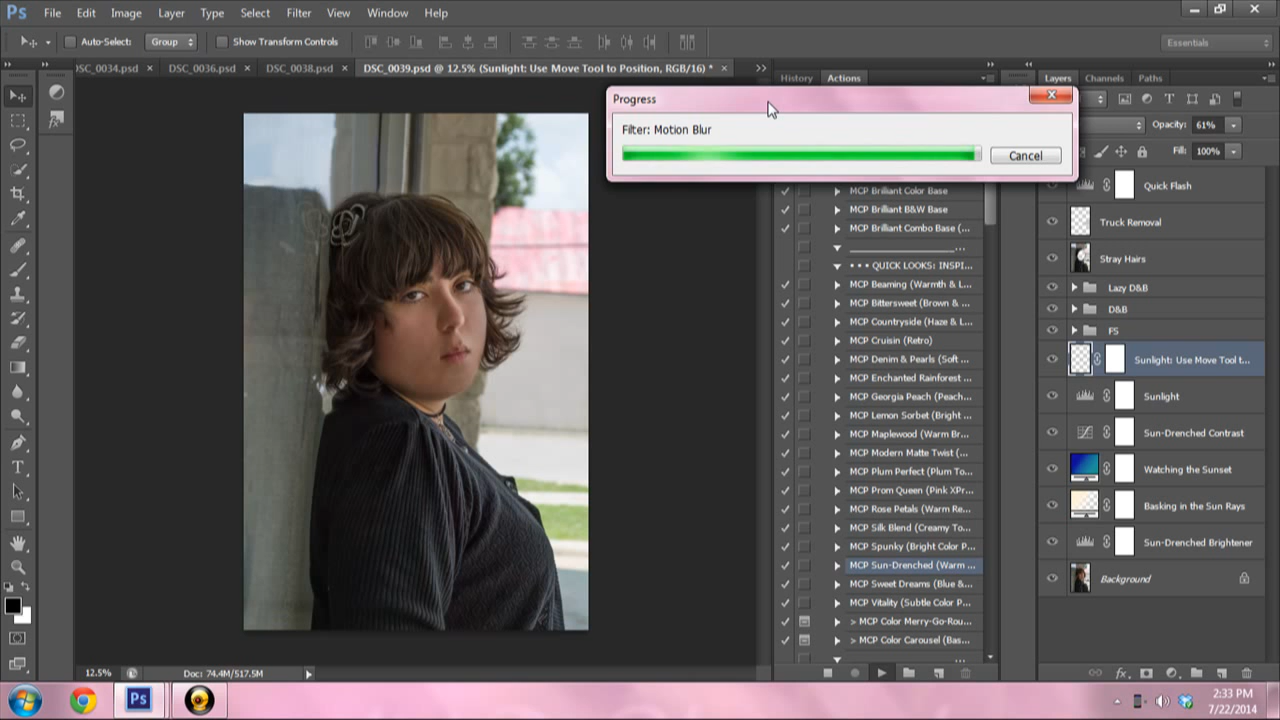 Ps File Edit Image Layer Type Select Filter View Window Help
Auto-Select: Group Show Transform Controls Essentials
DSC_0034.psd × DSC_0036.psd × DSC_0038.psd × DSC_0039.psd @ 12.5% (Sunlight: Use Move Tool to Position, RGB/16) * ×
History Actions
Layers Channels Paths
Progress
Filter: Motion Blur
Cancel
Opacity: 61%
Fill: 100%
MCP Brilliant Color Base
MCP Brilliant B&W Base
MCP Brilliant Combo Base (...
• • • QUICK LOOKS: INSPI...
MCP Beaming (Warmth & L...
MCP Bittersweet (Brown & ...
MCP Countryside (Haze & L...
MCP Cruisin (Retro)
MCP Denim & Pearls (Soft ...
MCP Enchanted Rainforest ...
MCP Georgia Peach (Peach...
MCP Lemon Sorbet (Bright ...
MCP Maplewood (Warm Br...
MCP Modern Matte Twist (...
MCP Plum Perfect (Plum To...
MCP Prom Queen (Pink XPr...
MCP Rose Petals (Warm Re...
MCP Silk Blend (Creamy To...
MCP Spunky (Bright Color P...
MCP Sun-Drenched (Warm ...
MCP Sweet Dreams (Blue &...
MCP Vitality (Subtle Color P...
> MCP Color Merry-Go-Rou...
> MCP Color Carousel (Bas...
Quick Flash
Truck Removal
Stray Hairs
Lazy D&B
D&B
FS
Sunlight: Use Move Tool t...
Sunlight
Sun-Drenched Contrast
Watching the Sunset
Basking in the Sun Rays
Sun-Drenched Brightener
Background
12.5% Doc: 74.4M/517.5M
Ps
2:33 PM
7/22/2014